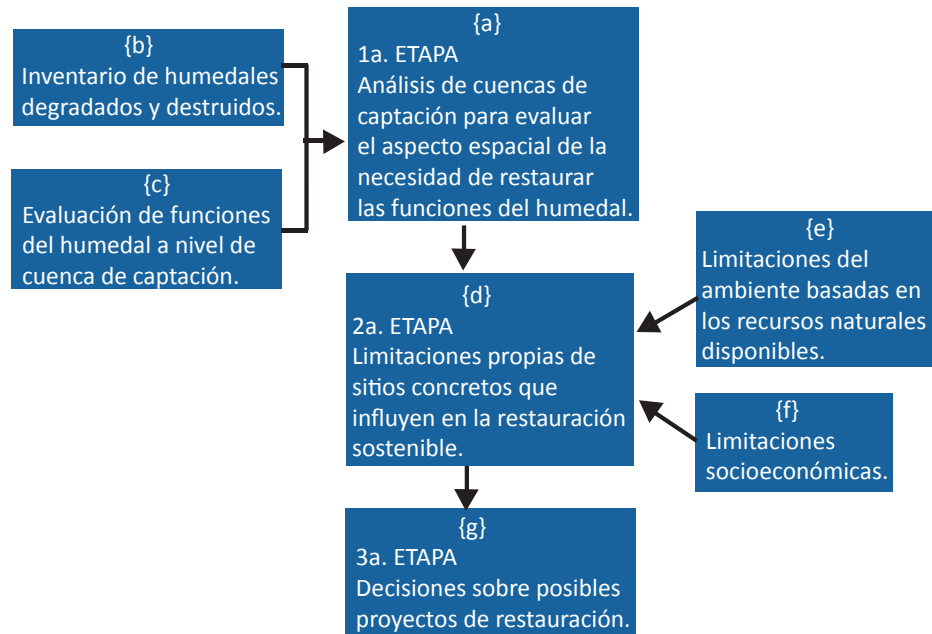 {b}
Inventario de humedales
degradados y destruidos.
{c}
Evaluación de funciones
del humedal a nivel de
cuenca de captación.
{a}
1a. ETAPA
Análisis de cuencas de
captación para evaluar
el aspecto espacial de la
necesidad de restaurar
las funciones del humedal.
{d}
2a. ETAPA
Limitaciones propias de
sitios concretos que
influyen en la restauración
sostenible.
{e}
Limitaciones del
ambiente basadas en
los recursos naturales
disponibles.
{f}
Limitaciones
socioeconómicas.
{g}
3a. ETAPA
Decisiones sobre posibles
proyectos de restauración.